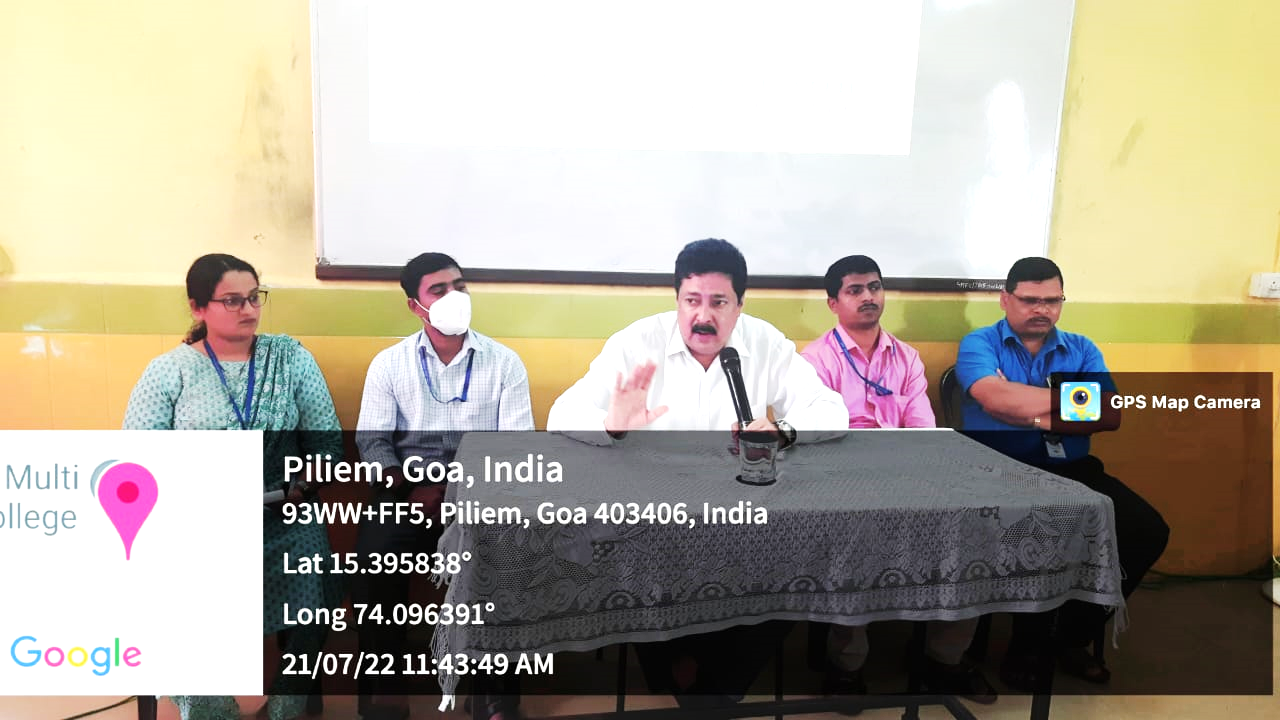 GPS Map Camera
Multi
ollege
Google
Piliem, Goa, India
93WW+FF5, Piliem, Goa 403406, India
Lat 15.395838°
Long 74.096391°
21/07/22 11:43:49 AM